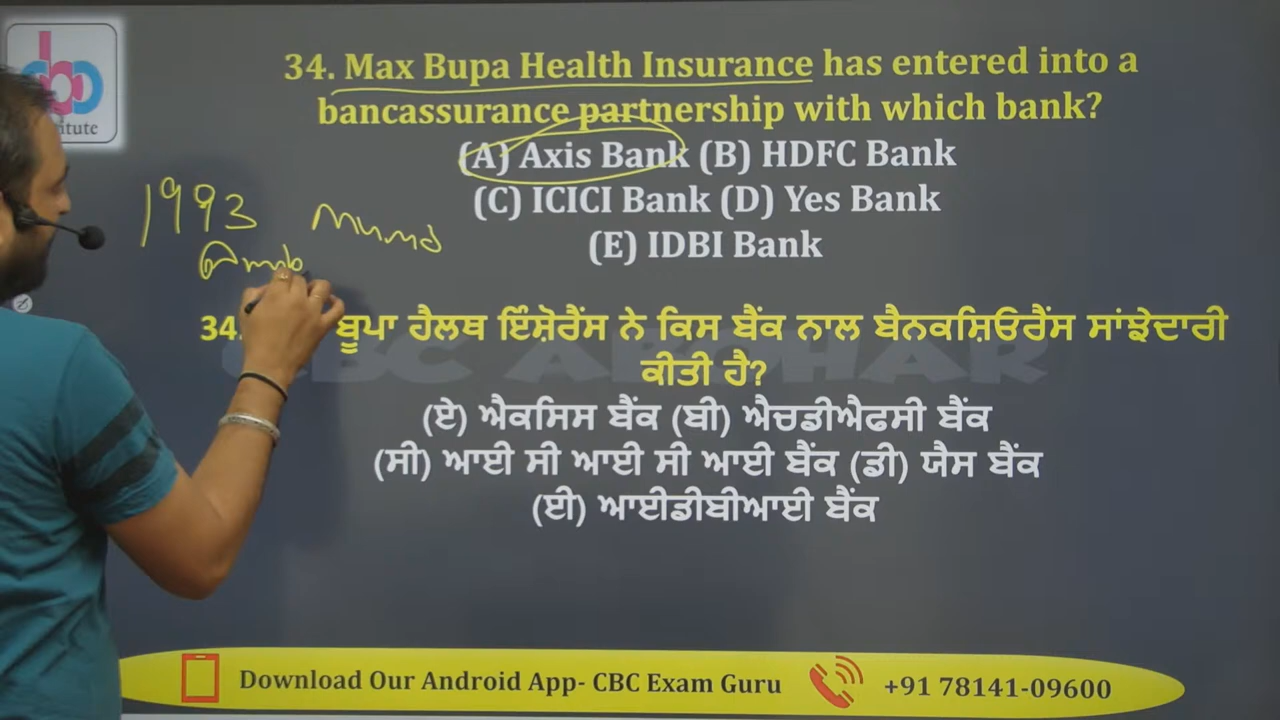 34. Max Bupa Health Insurance has entered into a
bancassurance partnership with which bank?
(A) Axis Bank (B) HDFC Bank
(C) ICICI Bank (D) Yes Bank
(E) IDBI Bank
1993
34.
ਬੂਪਾ ਹੈਲਥ ਇੰਸ਼ੋਰੈਂਸ ਨੇ ਕਿਸ ਬੈਂਕ ਨਾਲ ਬੈਨਕਸ਼ਿਓਰੈਂਸ ਸਾਂਝੇਦਾਰੀ
ਕੀਤੀ ਹੈ?
(ਏ) ਐਕਸਿਸ ਬੈਂਕ (ਬੀ) ਐਚਡੀਐਫਸੀ ਬੈਂਕ
(ਸੀ) ਆਈ ਸੀ ਆਈ ਸੀ ਆਈ ਬੈਂਕ (ਡੀ) ਯੈਸ ਬੈਂਕ
(ਈ) ਆਈਡੀਬੀਆਈ ਬੈਂਕ
Download Our Android App- CBC Exam Guru
+91 78141-09600